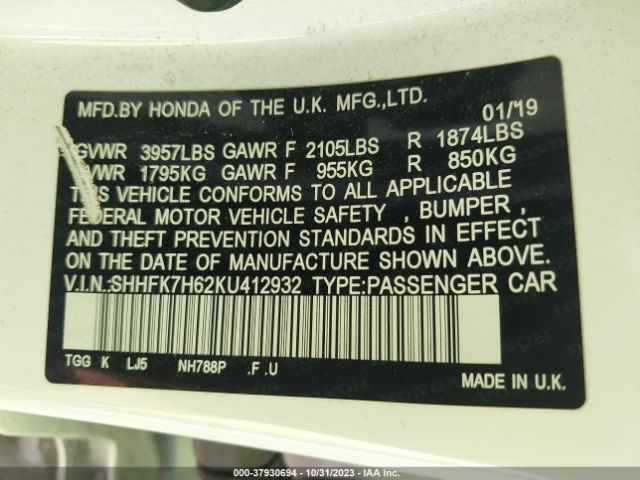 MFD.BY HONDA OF THE U.K. MFG.,LTD. 01/'19
GVWR 3957LBS GAWR F 2105LBS R 1874LBS
GVWR 1795KG GAWR F 955KG R 850KG
THIS VEHICLE CONFORMS TO ALL APPLICABLE
FEDERAL MOTOR VEHICLE SAFETY , BUMPER ,
AND THEFT PREVENTION STANDARDS IN EFFECT
ON THE DATE OF MANUFACTURE SHOWN ABOVE.
V.I.N.:SHHFK7H62KU412932 TYPE:PASSENGER CAR
TGG K LJ5 NH788P .F .U
MADE IN U.K.
000-37930694 - 10/31/2023 - IAA Inc.